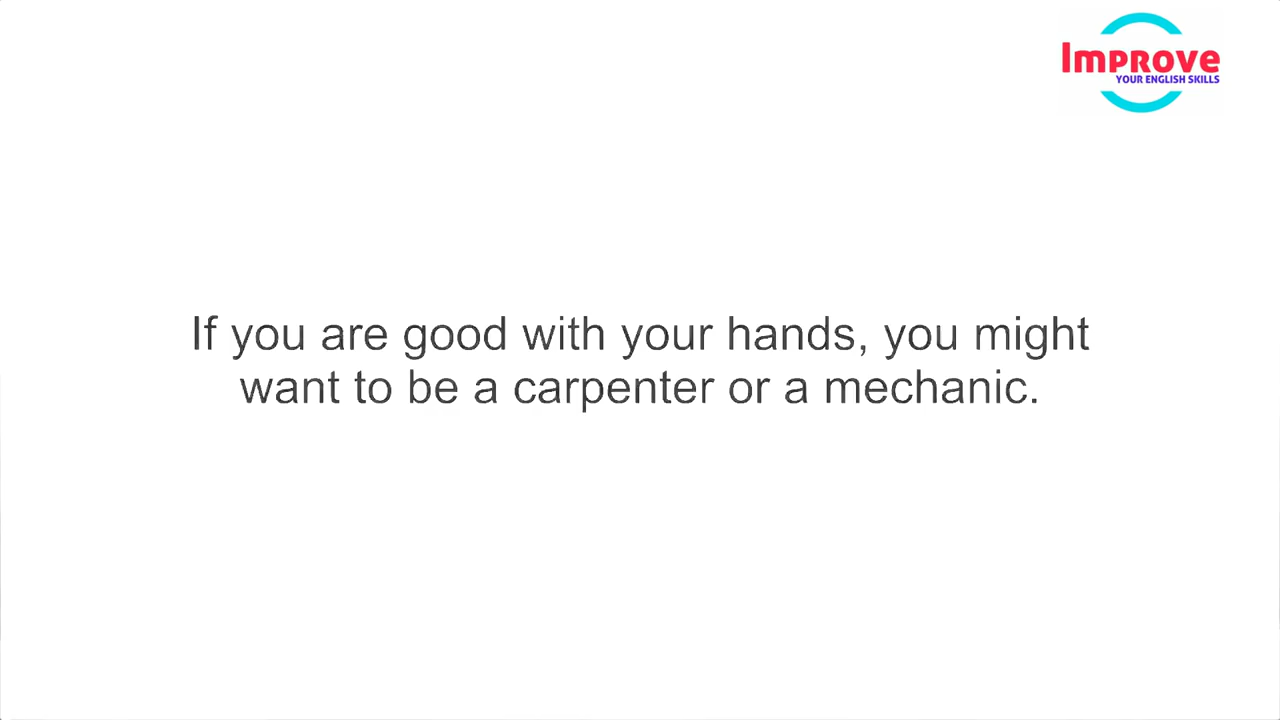 Improve
YOUR ENGLISH SKILLS
If you are good with your hands, you might
want to be a carpenter or a mechanic.